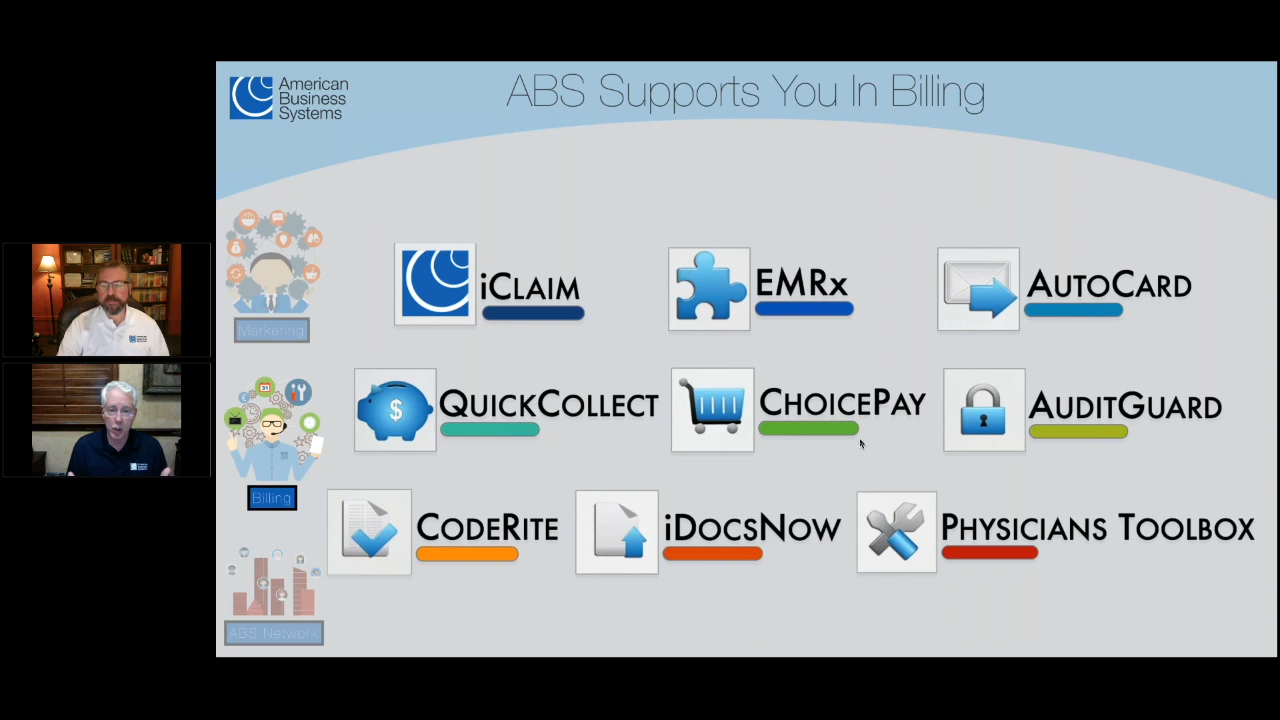 American
Business
Systems
ABS Supports You In Billing
Marketing
Billing
ABS Network
iClaim
EMRx
AutoCard
QuickCollect
$
ChoicePay
AuditGuard
CodeRite
iDocsNow
Physicians Toolbox